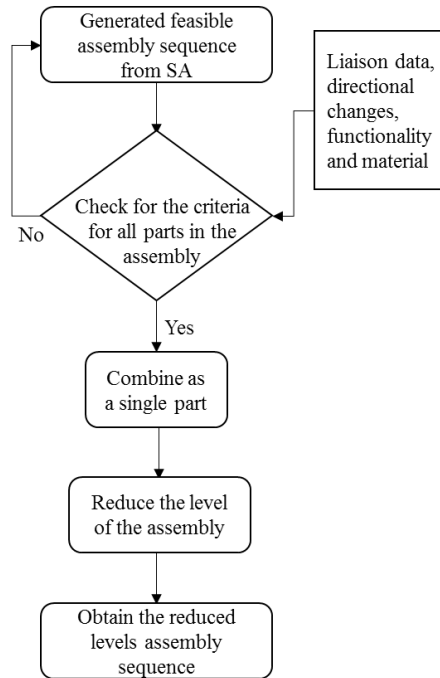 Generated feasible
assembly sequence
from SA
Liaison data,
directional
changes,
functionality
and material
Check for the criteria
for all parts in the
assembly
No
Yes
Combine as
a single part
Reduce the level
of the assembly
Obtain the reduced
levels assembly
sequence